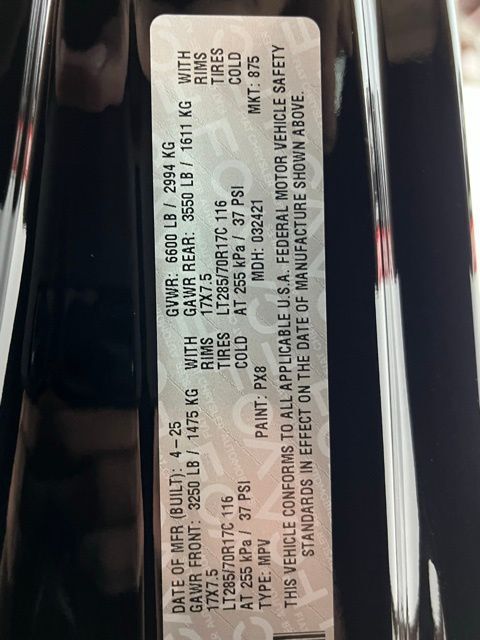 DATE OF MFR (BUILT): 4-25 GVWR: 6600 LB / 2994 KG
GAWR FRONT: 3250 LB / 1475 KG WITH GAWR REAR: 3550 LB / 1611 KG WITH
17X7.5 RIMS 17X7.5 RIMS
LT285/70R17C 116 TIRES LT285/70R17C 116 TIRES
AT 255 kPa / 37 PSI COLD AT 255 kPa / 37 PSI COLD
TYPE: MPV PAINT: PX8 MDH: 032421 MKT: 875
THIS VEHICLE CONFORMS TO ALL APPLICABLE U.S.A. FEDERAL MOTOR VEHICLE SAFETY
STANDARDS IN EFFECT ON THE DATE OF MANUFACTURE SHOWN ABOVE.